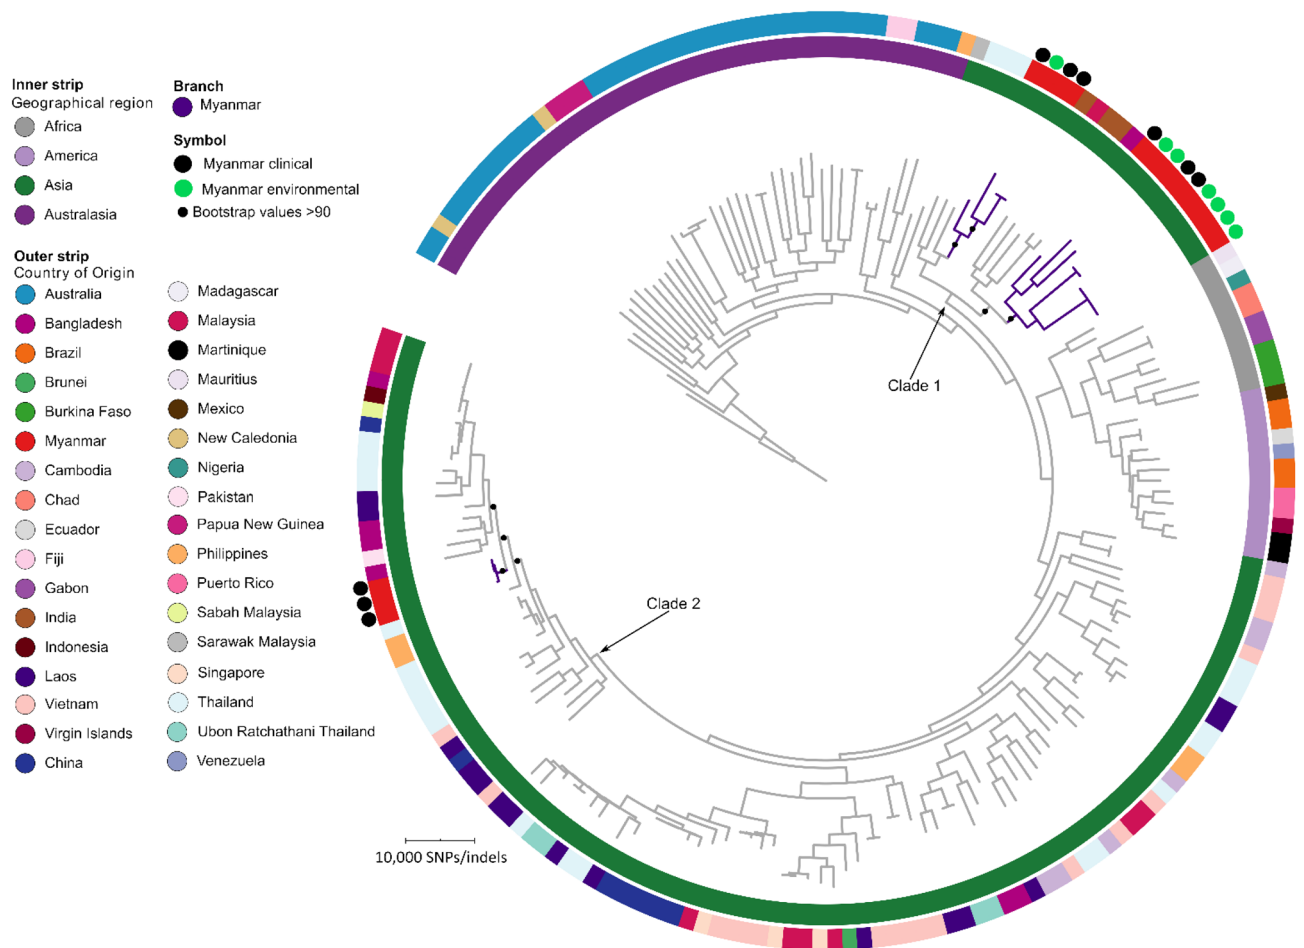 Inner strip
Geographical region
Africa
America
Asia
Australasia
Branch
Myanmar
Symbol
Myanmar clinical
Myanmar environmental
Bootstrap values >90
Outer strip
Country of Origin
Australia
Bangladesh
Brazil
Brunei
Burkina Faso
Myanmar
Cambodia
Chad
Ecuador
Fiji
Gabon
India
Indonesia
Laos
Vietnam
Virgin Islands
China
Madagascar
Malaysia
Martinique
Mauritius
Mexico
New Caledonia
Nigeria
Pakistan
Papua New Guinea
Philippines
Puerto Rico
Sabah Malaysia
Sarawak Malaysia
Singapore
Thailand
Ubon Ratchathani Thailand
Venezuela
Clade 1
Clade 2
10,000 SNPs/indels